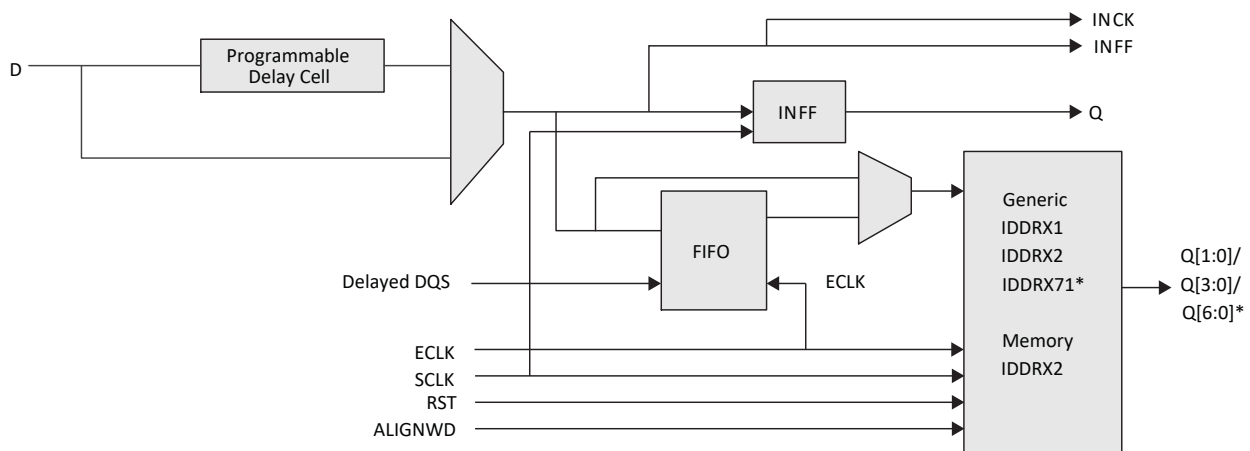 INCK
INFF
D
Programmable
Delay Cell
INFF
Q
Generic
IDDRX1
IDDRX2
IDDRX71*
Memory
IDDRX2
FIFO
Delayed DQS
ECLK
Q[1:0]/
Q[3:0]/
Q[6:0]*
ECLK
SCLK
RST
ALIGNWD